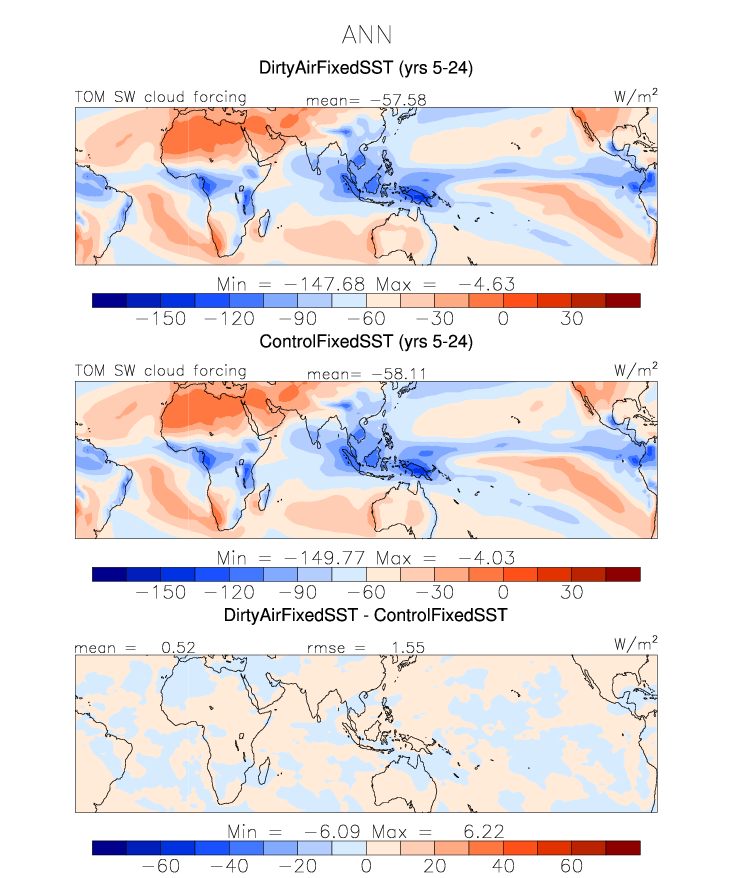 ANN
DirtyAirFixedSST (yrs 5-24)
TOM SW cloud forcing mean= −57.58 W/m²
Min = −147.68 Max = −4.63
−150 −120 −90 −60 −30 0 30
ControlFixedSST (yrs 5-24)
TOM SW cloud forcing mean= −58.11 W/m²
Min = −149.77 Max = −4.03
−150 −120 −90 −60 −30 0 30
DirtyAirFixedSST - ControlFixedSST
mean = 0.52 rmse = 1.55 W/m²
Min = −6.09 Max = 6.22
−60 −40 −20 0 20 40 60